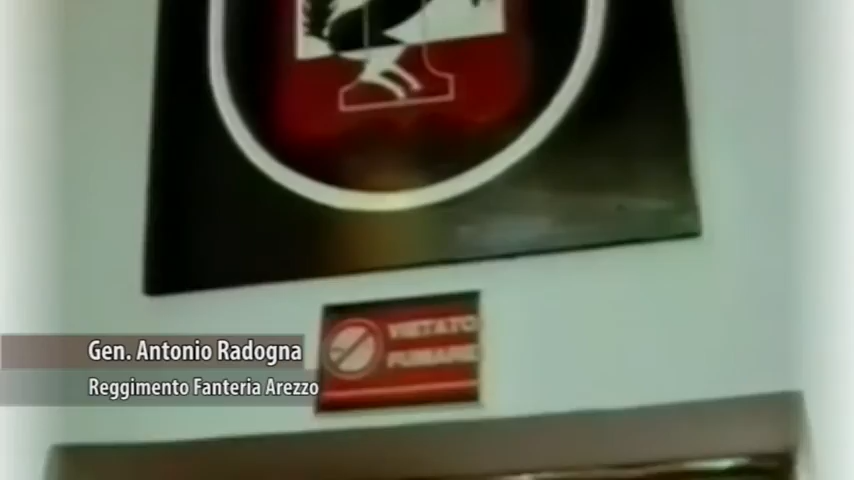 VIETATO
FUMARE
Gen. Antonio Radogna
Reggimento Fanteria Arezzo